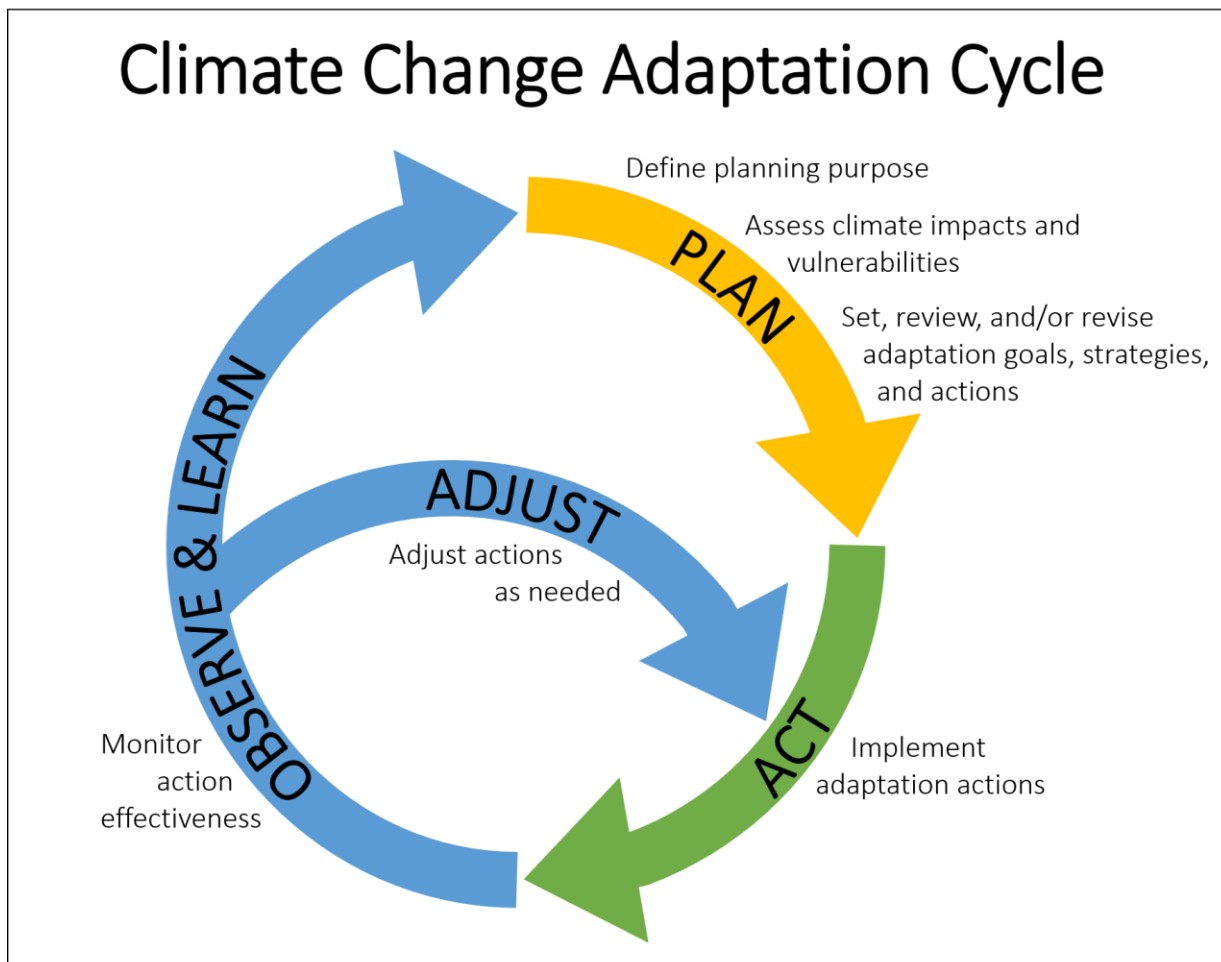 Climate Change Adaptation Cycle
Define planning purpose
PLAN
Assess climate impacts and
vulnerabilities
Set, review, and/or revise
adaptation goals, strategies,
and actions
ADJUST
Adjust actions
as needed
ACT
Implement
adaptation actions
OBSERVE & LEARN
Monitor
action
effectiveness